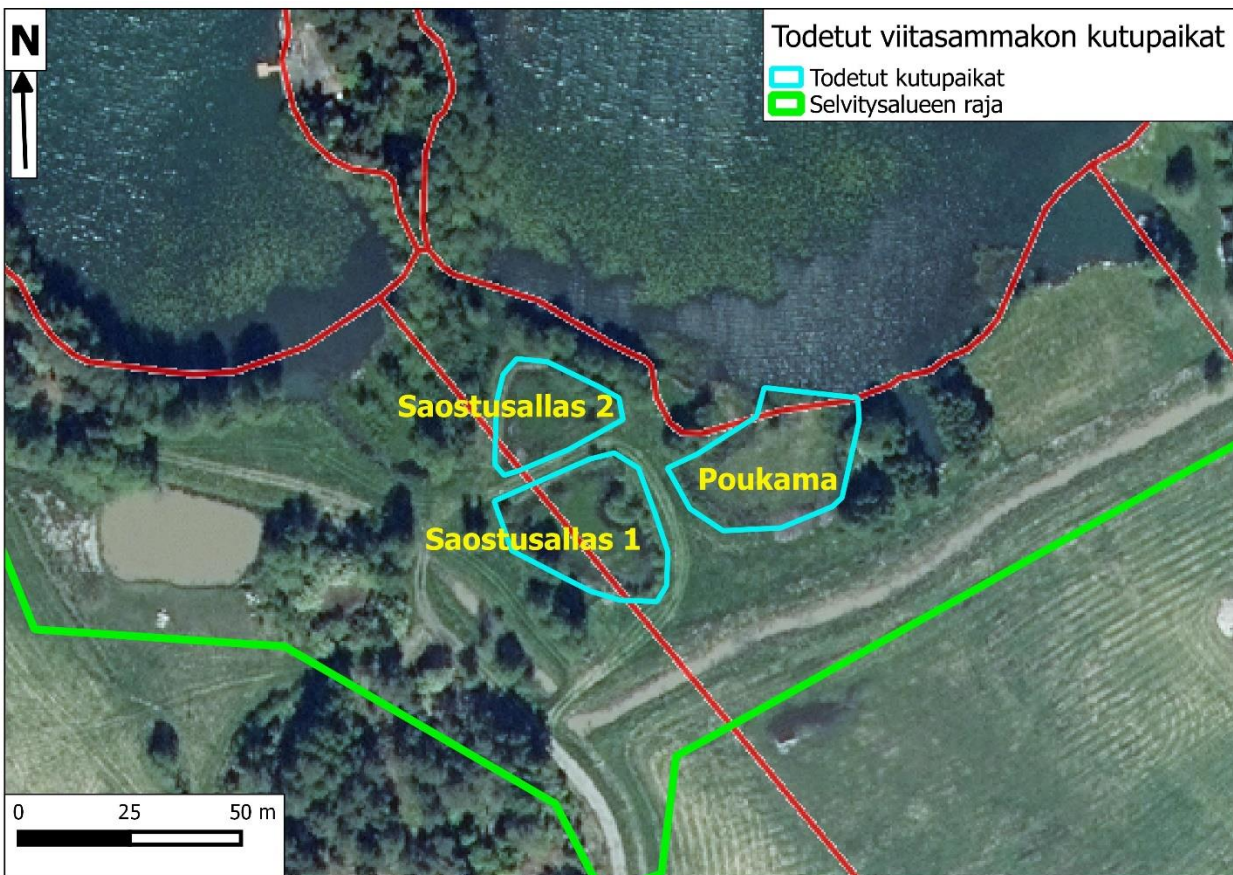 N
Todetut viitasammakon kutupaikat
Todetut kutupaikat
Selvitysalueen raja
Saostusallas 2
Poukama
Saostusallas 1
0 25 50 m